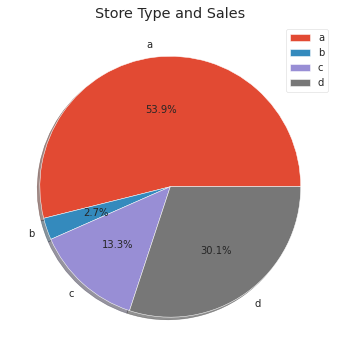 Store Type and Sales
a
53.9%
b
2.7%
c
13.3%
d
30.1%
a
b
c
d